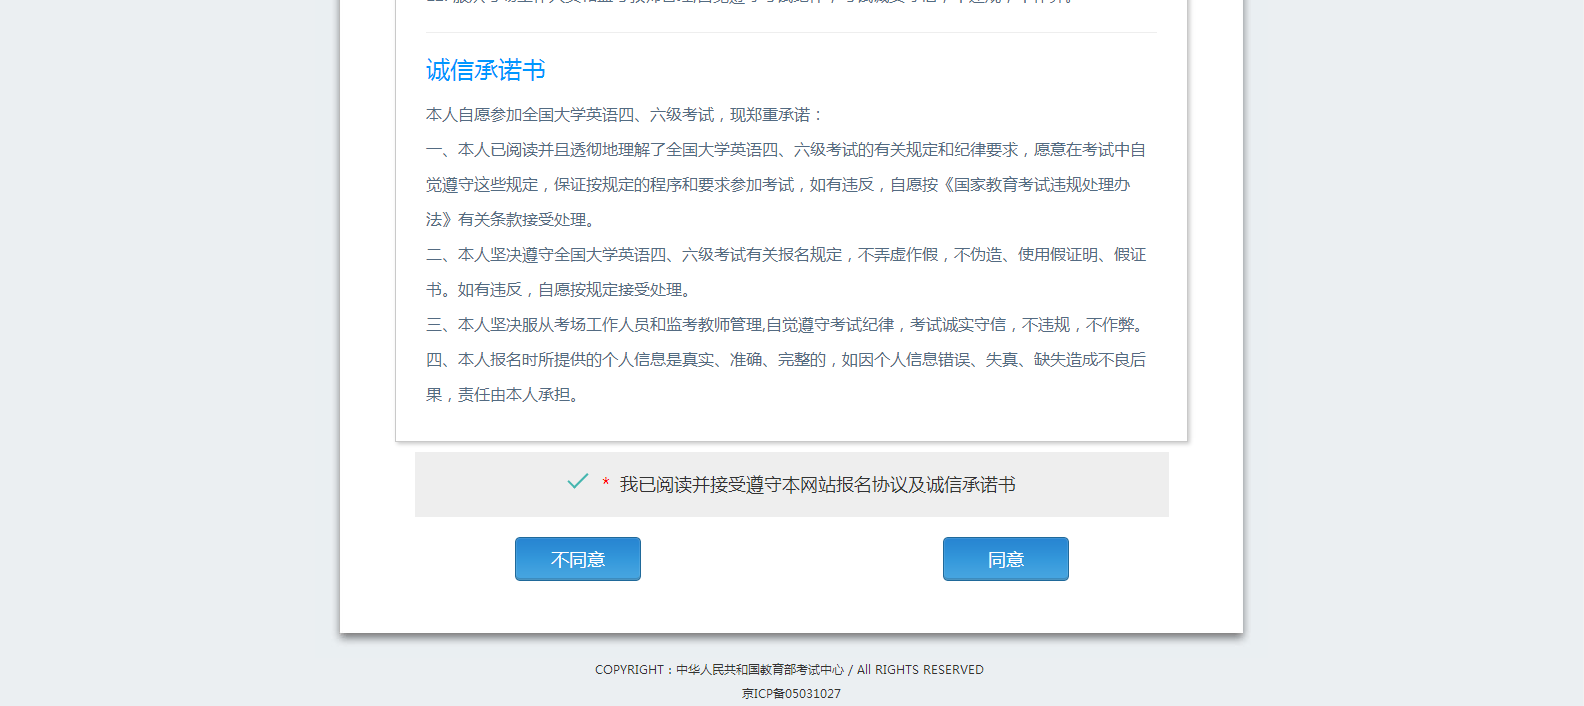 诚信承诺书
本人自愿参加全国大学英语四、六级考试，现郑重承诺：
一、本人已阅读并且透彻地理解了全国大学英语四、六级考试的有关规定和纪律要求，愿意在考试中自
觉遵守这些规定，保证按规定的程序和要求参加考试，如有违反，自愿按《国家教育考试违规处理办
法》有关条款接受处理。
二、本人坚决遵守全国大学英语四、六级考试有关报名规定，不弄虚作假，不伪造、使用假证明、假证
书。如有违反，自愿按规定接受处理。
三、本人坚决服从考场工作人员和监考教师管理,自觉遵守考试纪律，考试诚实守信，不违规，不作弊。
四、本人报名时所提供的个人信息是真实、准确、完整的，如因个人信息错误、失真、缺失造成不良后
果，责任由本人承担。
* 我已阅读并接受遵守本网站报名协议及诚信承诺书
不同意
同意
COPYRIGHT：中华人民共和国教育部考试中心 / All RIGHTS RESERVED
京ICP备05031027